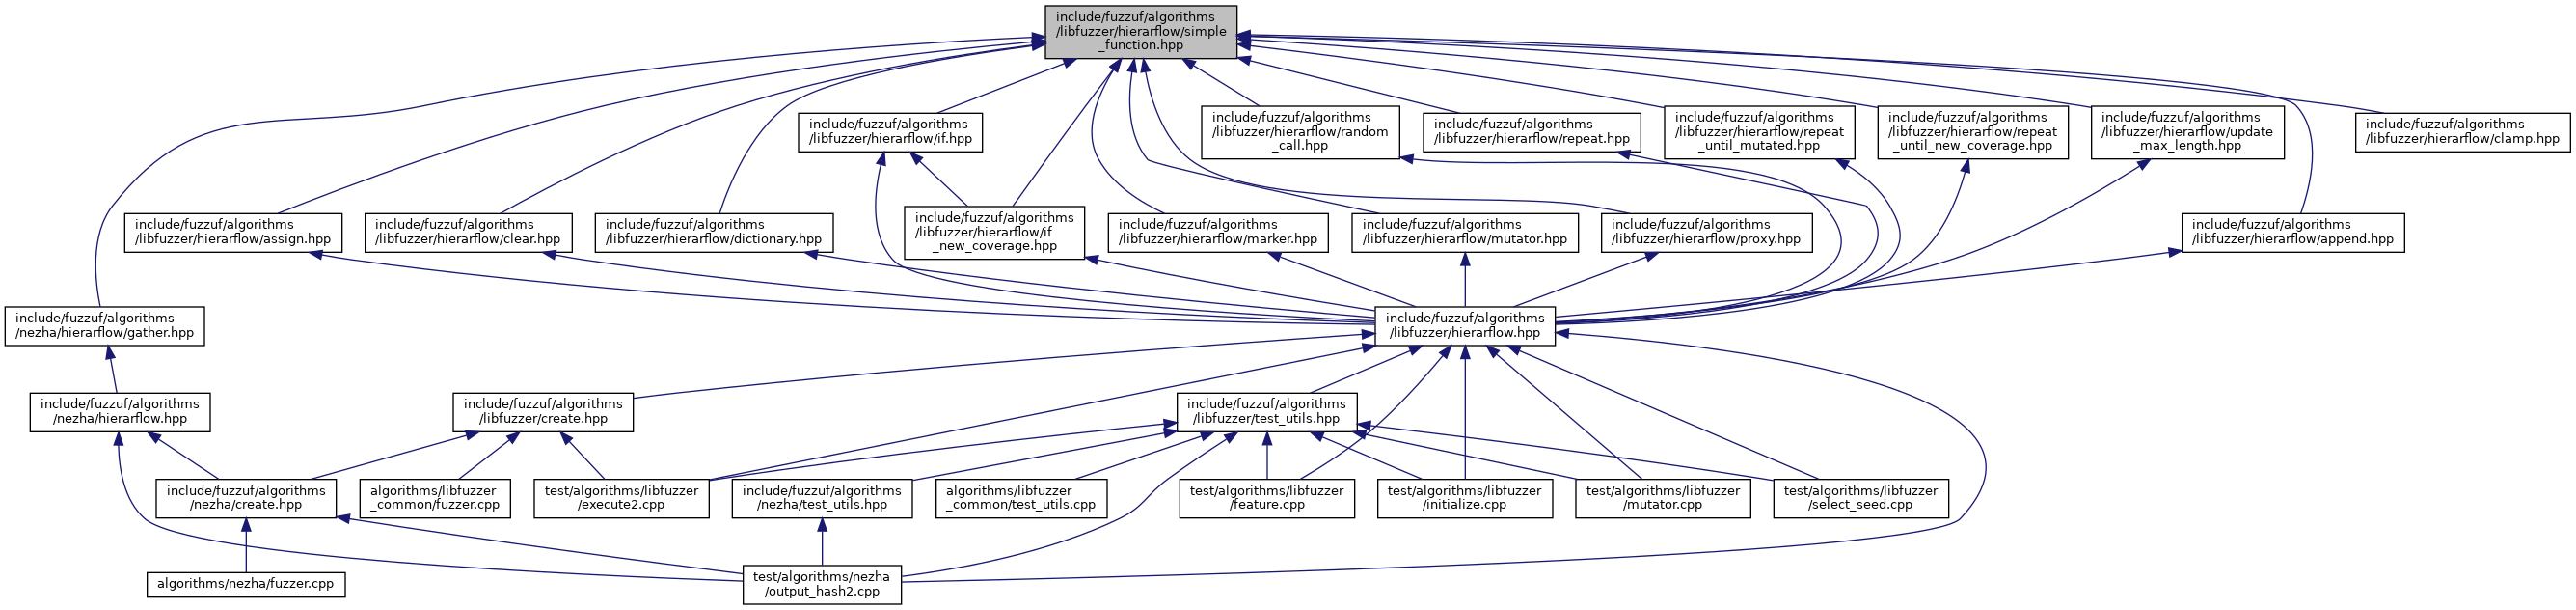 include/fuzzuf/algorithms
/libfuzzer/hierarflow/simple
_function.hpp
include/fuzzuf/algorithms
/libfuzzer/hierarflow/if.hpp
include/fuzzuf/algorithms
/libfuzzer/hierarflow/random
_call.hpp
include/fuzzuf/algorithms
/libfuzzer/hierarflow/repeat.hpp
include/fuzzuf/algorithms
/libfuzzer/hierarflow/repeat
_until_mutated.hpp
include/fuzzuf/algorithms
/libfuzzer/hierarflow/repeat
_until_new_coverage.hpp
include/fuzzuf/algorithms
/libfuzzer/hierarflow/update
_max_length.hpp
include/fuzzuf/algorithms
/libfuzzer/hierarflow/clamp.hpp
include/fuzzuf/algorithms
/libfuzzer/hierarflow/assign.hpp
include/fuzzuf/algorithms
/libfuzzer/hierarflow/clear.hpp
include/fuzzuf/algorithms
/libfuzzer/hierarflow/dictionary.hpp
include/fuzzuf/algorithms
/libfuzzer/hierarflow/if
_new_coverage.hpp
include/fuzzuf/algorithms
/libfuzzer/hierarflow/marker.hpp
include/fuzzuf/algorithms
/libfuzzer/hierarflow/mutator.hpp
include/fuzzuf/algorithms
/libfuzzer/hierarflow/proxy.hpp
include/fuzzuf/algorithms
/libfuzzer/hierarflow/append.hpp
include/fuzzuf/algorithms
/nezha/hierarflow/gather.hpp
include/fuzzuf/algorithms
/libfuzzer/hierarflow.hpp
include/fuzzuf/algorithms
/nezha/hierarflow.hpp
include/fuzzuf/algorithms
/libfuzzer/create.hpp
include/fuzzuf/algorithms
/libfuzzer/test_utils.hpp
include/fuzzuf/algorithms
/nezha/create.hpp
algorithms/libfuzzer
_common/fuzzer.cpp
test/algorithms/libfuzzer
/execute2.cpp
include/fuzzuf/algorithms
/nezha/test_utils.hpp
algorithms/libfuzzer
_common/test_utils.cpp
test/algorithms/libfuzzer
/feature.cpp
test/algorithms/libfuzzer
/initialize.cpp
test/algorithms/libfuzzer
/mutator.cpp
test/algorithms/libfuzzer
/select_seed.cpp
algorithms/nezha/fuzzer.cpp
test/algorithms/nezha
/output_hash2.cpp